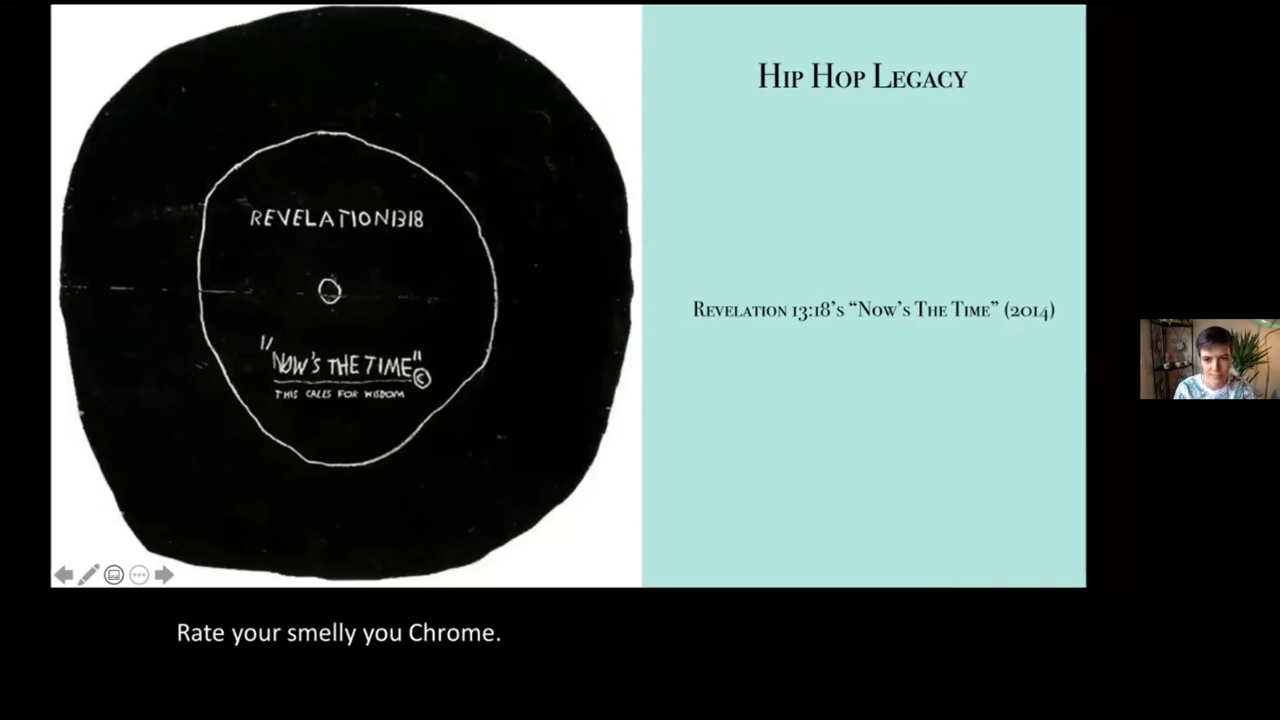 REVELATION1318
"NOW'S THE TIME"©
THIS CALLS FOR WISDOM
Hip Hop Legacy
Revelation 13:18's “Now's The Time” (2014)
Rate your smelly you Chrome.